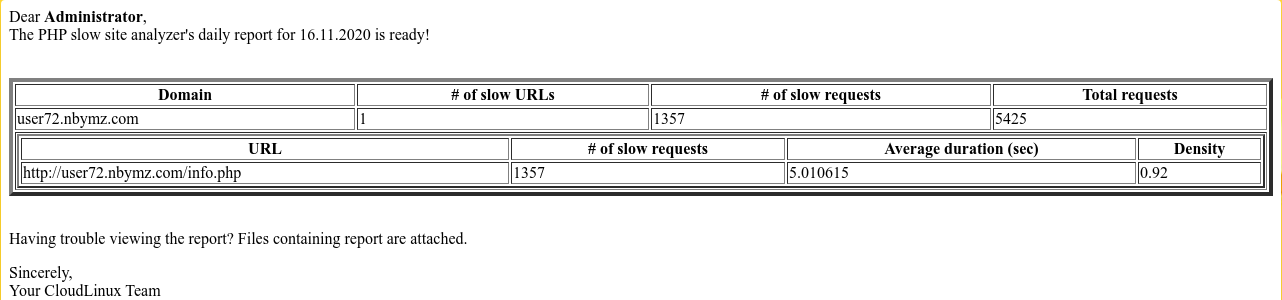 Dear Administrator,
The PHP slow site analyzer's daily report for 16.11.2020 is ready!
Domain # of slow URLs # of slow requests Total requests
user72.nbymz.com 1 1357 5425
URL # of slow requests Average duration (sec) Density
http://user72.nbymz.com/info.php 1357 5.010615 0.92
Having trouble viewing the report? Files containing report are attached.
Sincerely,
Your CloudLinux Team